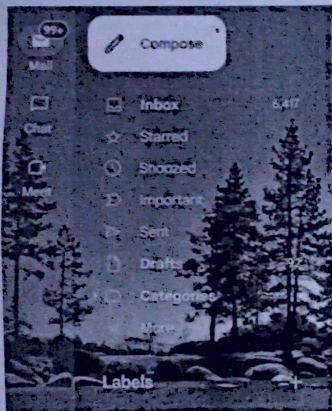 99+
Mail
Compose
Chat
Meet
Inbox 6,417
Starred
Snoozed
Important
Sent
Drafts
Categories
More
Labels +